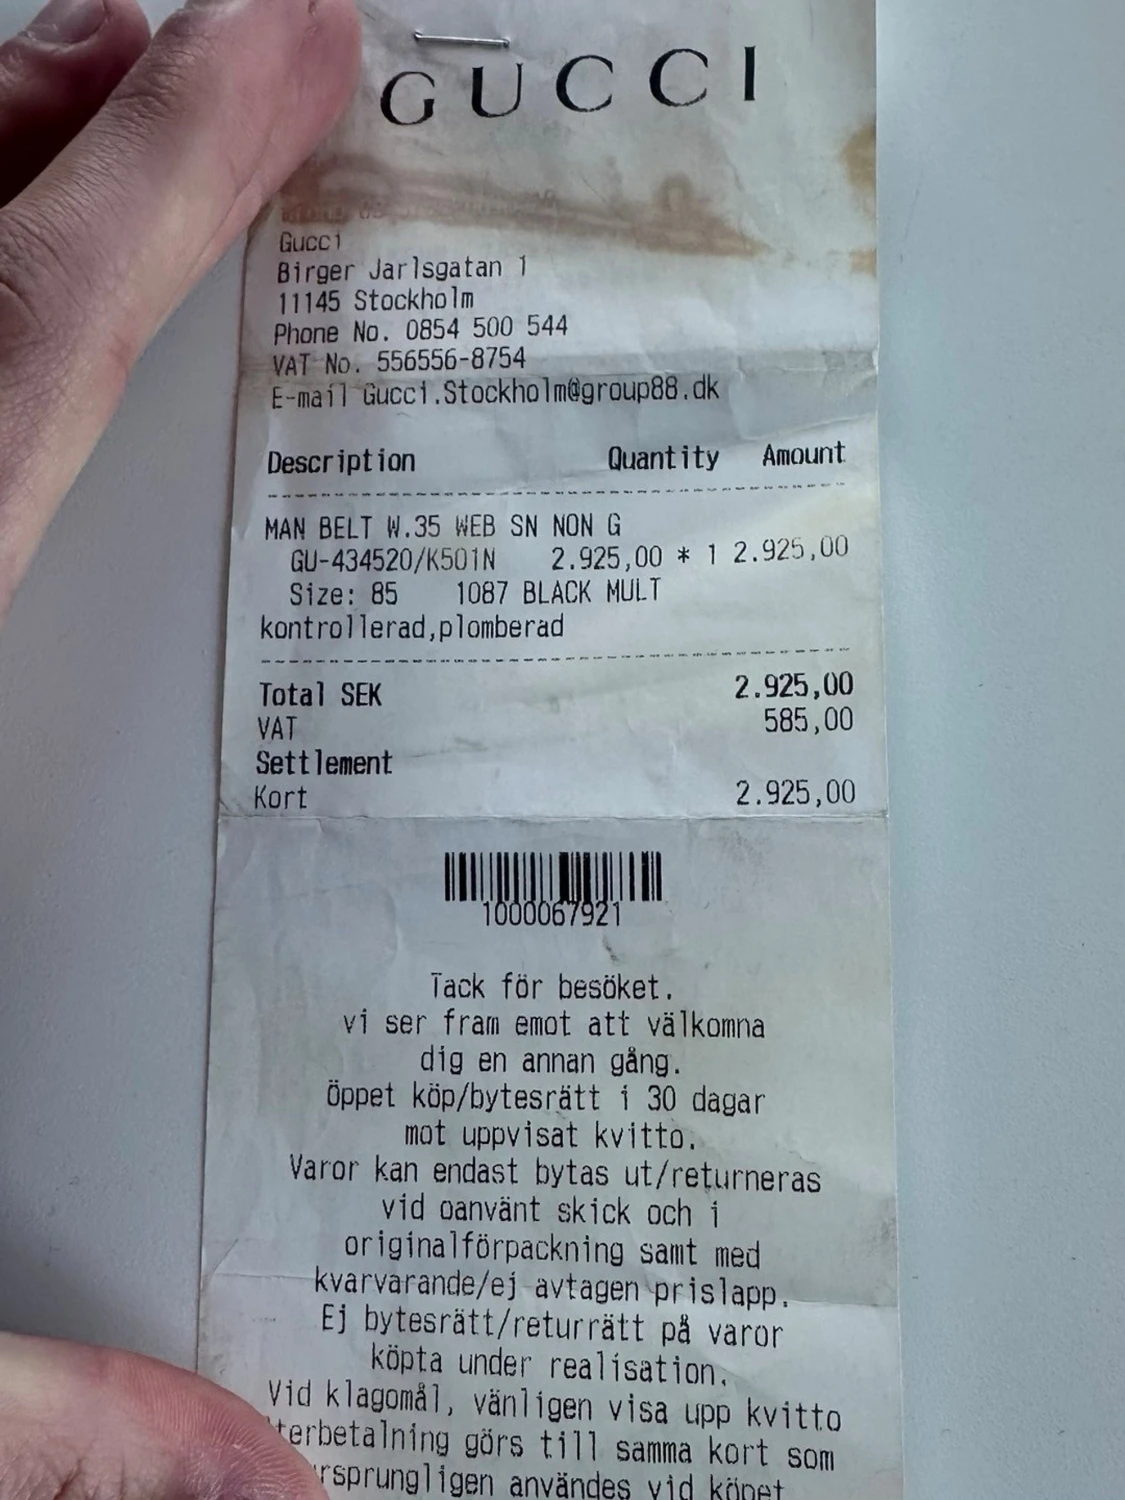 GUCCI
Gucci
Birger Jarlsgatan 1
11145 Stockholm
Phone No. 0854 500 544
VAT No. 556556-8754
E-mail Gucci.Stockholm@group88.dk
Description Quantity Amount
MAN BELT W.35 WEB SN NON G
GU-434520/K501N 2.925,00 * 1 2.925,00
Size: 85 1087 BLACK MULT
kontrollerad,plomberad
Total SEK 2.925,00
VAT 585,00
Settlement
Kort 2.925,00
1000067921
Tack för besöket.
vi ser fram emot att välkomna
dig en annan gång.
Öppet köp/bytesrätt i 30 dagar
mot uppvisat kvitto.
Varor kan endast bytas ut/returneras
vid oanvänt skick och i
originalförpackning samt med
kvarvarande/ej avtagen prislapp.
Ej bytesrätt/returrätt på varor
köpta under realisation.
Vid klagomål, vänligen visa upp kvitto
terbetalning görs till samma kort som
rsprungligen användes vid köpet